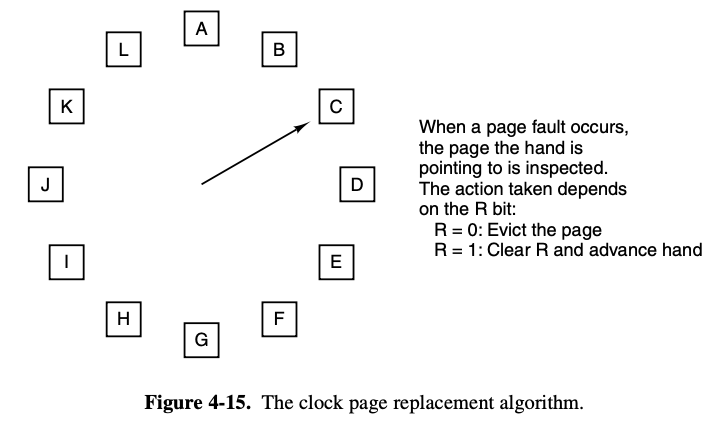 A
L
B
K
C
When a page fault occurs,
the page the hand is
pointing to is inspected.
The action taken depends
on the R bit:
R = 0: Evict the page
R = 1: Clear R and advance hand
J
D
I
E
H
F
G
Figure 4-15. The clock page replacement algorithm.